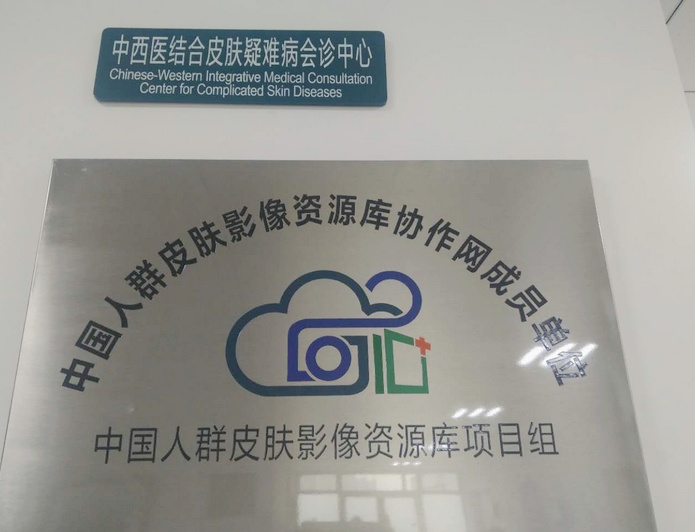 中西医结合皮肤疑难病会诊中心
Chinese-Western Integrative Medical Consultation
Center for Complicated Skin Diseases
中国人群皮肤影像资源库协作网成员单位
中国人群皮肤影像资源库项目组